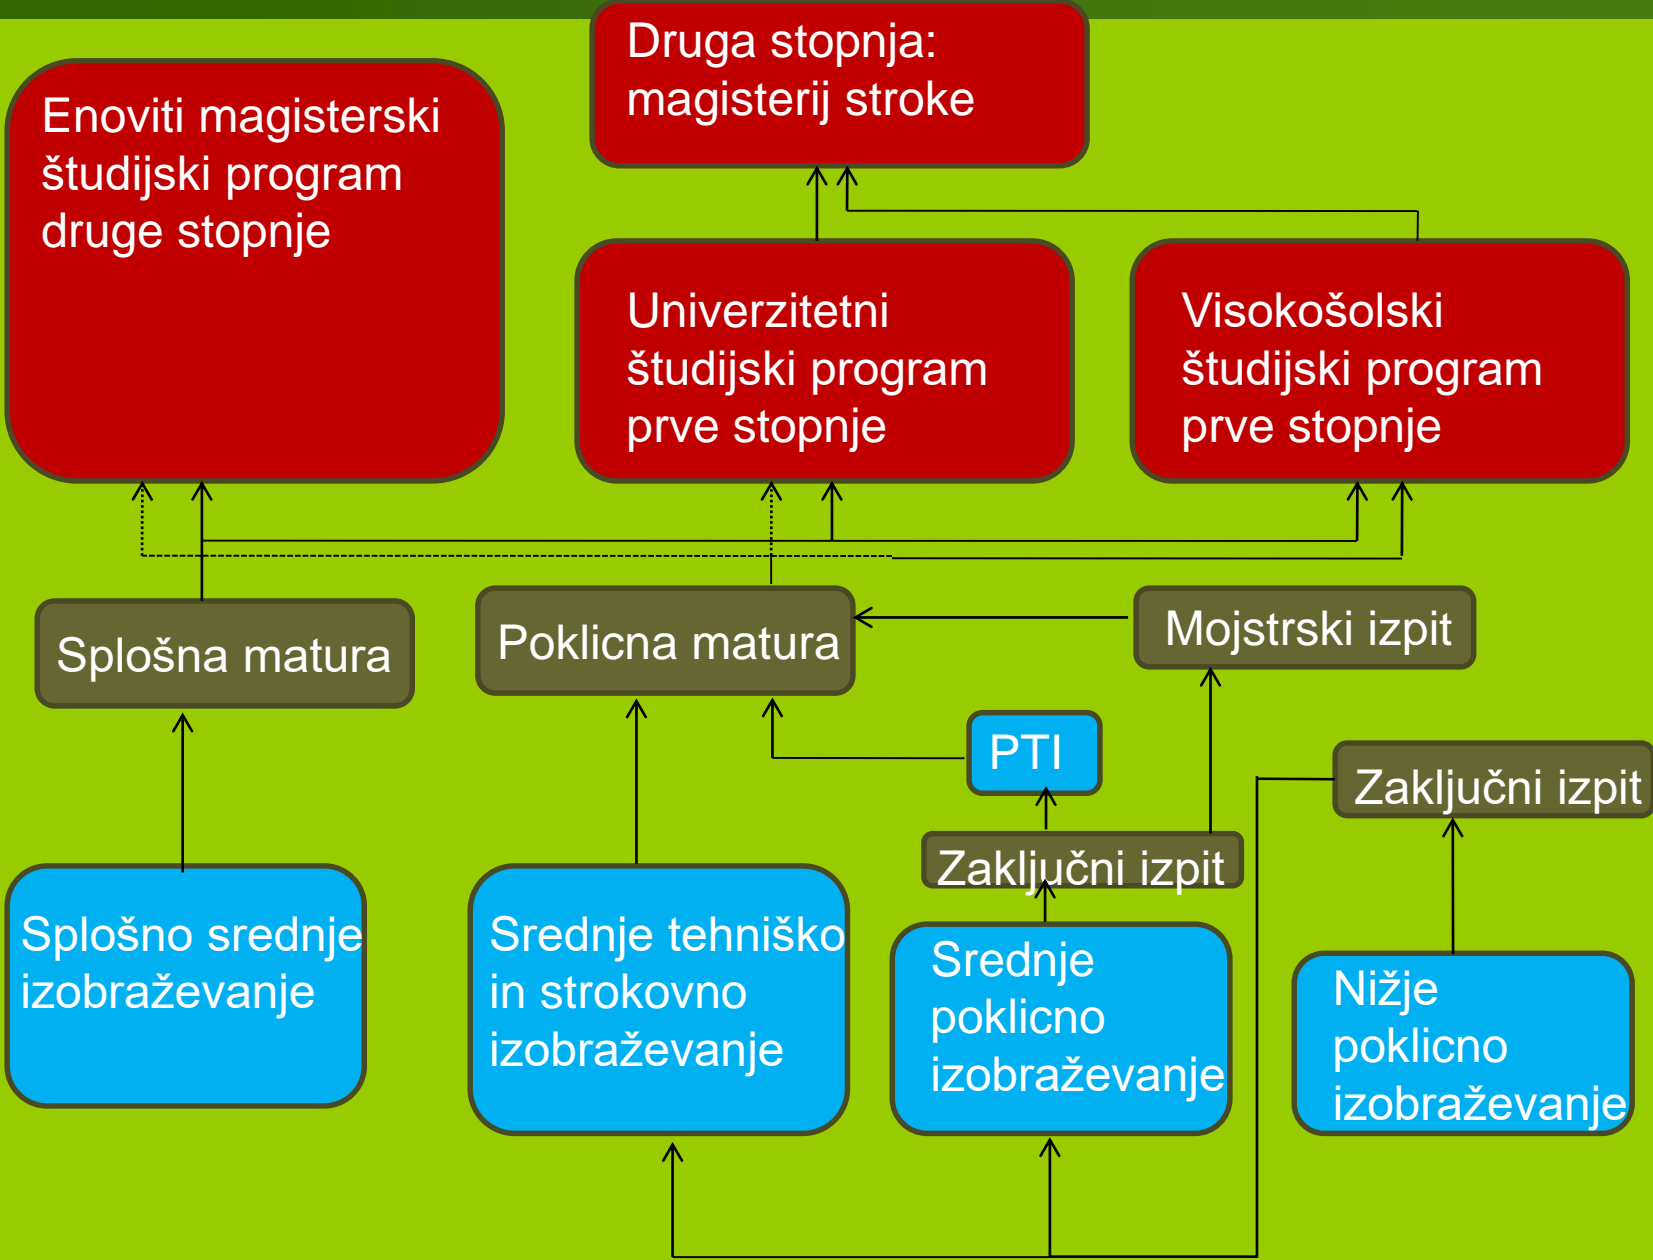 Druga stopnja:
magisterij stroke
Enoviti magisterski
študijski program
druge stopnje
Univerzitetni
študijski program
prve stopnje
Visokošolski
študijski program
prve stopnje
Splošna matura
Poklicna matura
Mojstrski izpit
PTI
Zaključni izpit
Zaključni izpit
Splošno srednje
izobraževanje
Srednje tehniško
in strokovno
izobraževanje
Srednje
poklicno
izobraževanje
Nižje
poklicno
izobraževanje